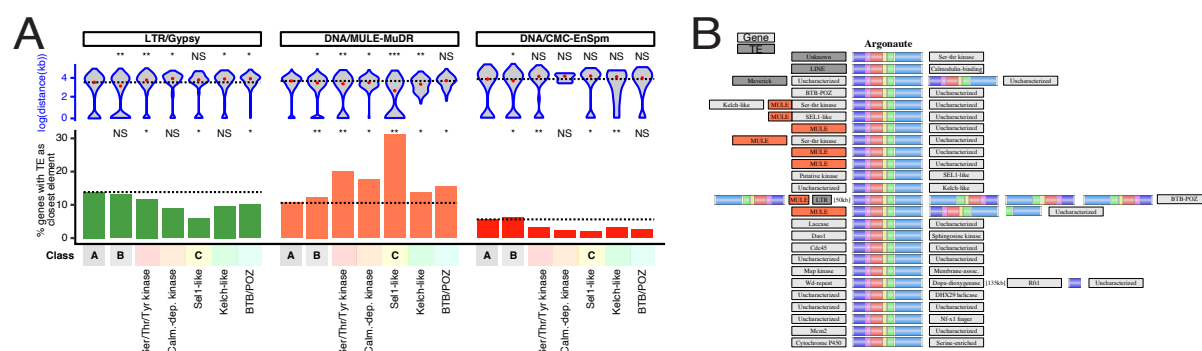 A
LTR/Gypsy
DNA/MULE-MuDR
DNA/CMC-EnSpm
** ** * NS * *
* ** * *** ** NS
* NS NS NS NS NS
log(distance(kb))
4
2
0
NS * NS * NS *
** ** * ** * *
* ** NS * ** NS
% genes with TE as
closest element
30
20
10
0
Class
A B C
A B C
A B C
Ser/Thr/Tyr kinase
Calm.-dep. kinase
Sel1-like
Kelch-like
BTB/POZ
Ser/Thr/Tyr kinase
Calm.-dep. kinase
Sel1-like
Kelch-like
BTB/POZ
Ser/Thr/Tyr kinase
Calm.-dep. kinase
Sel1-like
Kelch-like
BTB/POZ
B
Gene
TE
Argonaute
Unknown Ser-thr kinase
LINE Calmodulin-binding
Maverick Uncharacterized Uncharacterized
BTB-POZ Uncharacterized
Kelch-like MULE Ser-thr kinase Uncharacterized
MULE SEL1-like Uncharacterized
MULE Uncharacterized
MULE Ser-thr kinase Uncharacterized
MULE Uncharacterized
MULE Uncharacterized
Putative kinase SEL1-like
Uncharacterized Kelch-like
MULE LTR [50kb] BTB-POZ
MULE Uncharacterized
Laccase Uncharacterized
Duo1 Sphingosine kinase
Cdc45 Uncharacterized
Uncharacterized Uncharacterized
Map kinase Membrane-assoc.
Wd-repeat Dopa-dioxygenase [135kb] Rft1 Uncharacterized
Uncharacterized DHX29 helicase
Uncharacterized Uncharacterized
Uncharacterized Nf-x1 finger
Mcm2 Uncharacterized
Cytochrome P450 Serine-enriched